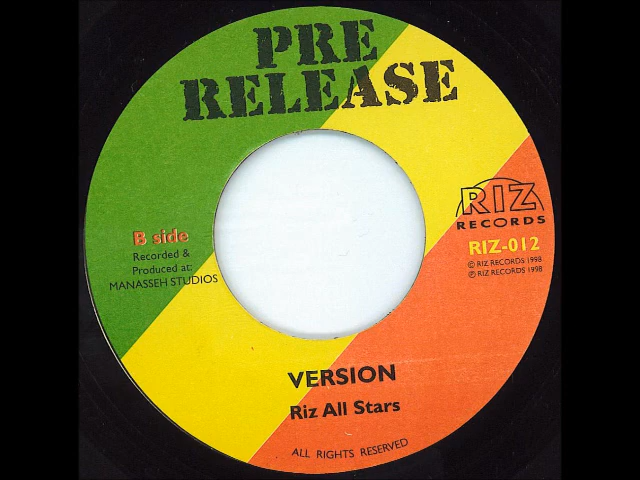 PRE
RELEASE
RIZ
RECORDS
RIZ-012
© RIZ RECORDS 1998
℗ RIZ RECORDS 1998
B side
Recorded &
Produced at:
MANASSEH STUDIOS
VERSION
Riz All Stars
ALL RIGHTS RESERVED